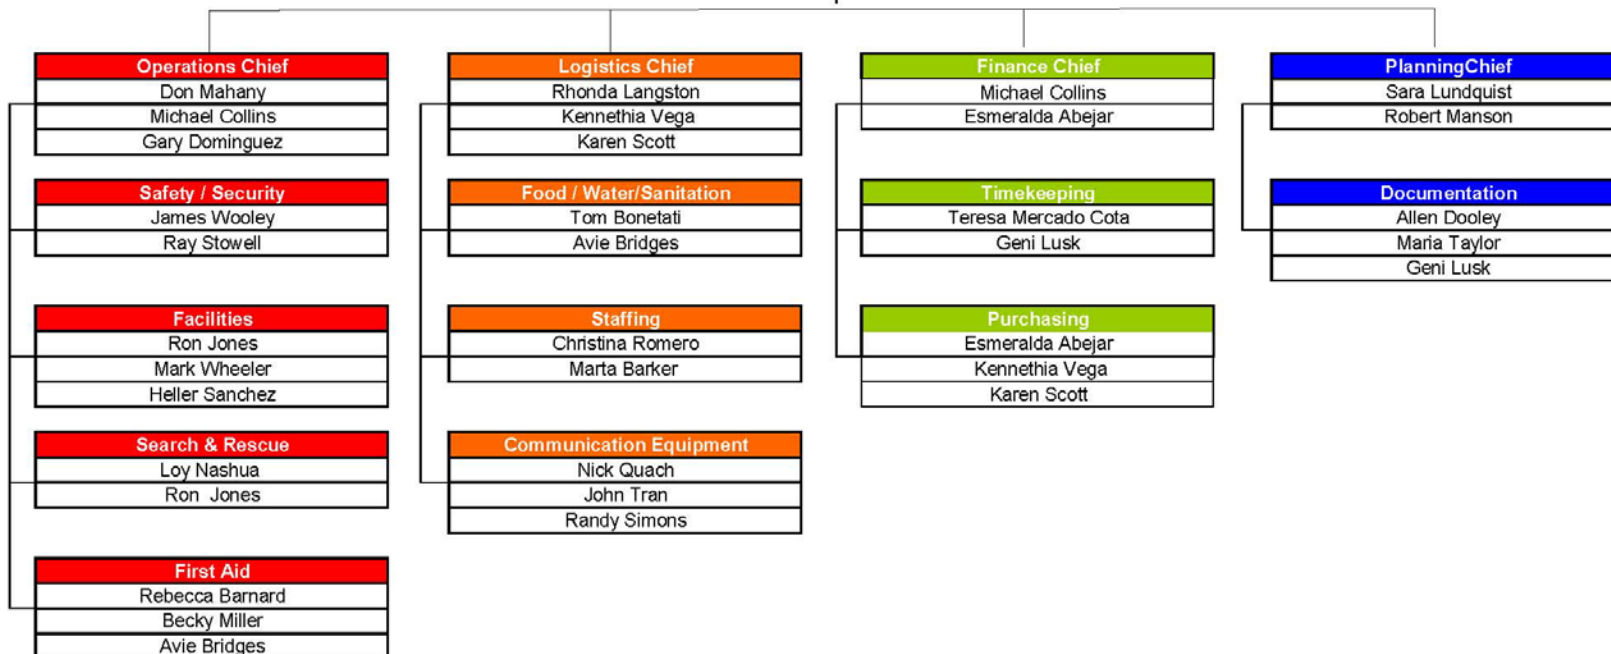 Operations Chief
Don Mahany
Michael Collins
Gary Dominguez
Safety / Security
James Wooley
Ray Stowell
Facilities
Ron Jones
Mark Wheeler
Heller Sanchez
Search & Rescue
Loy Nashua
Ron Jones
First Aid
Rebecca Barnard
Becky Miller
Avie Bridges
Logistics Chief
Rhonda Langston
Kennethia Vega
Karen Scott
Food / Water/Sanitation
Tom Bonetati
Avie Bridges
Staffing
Christina Romero
Marta Barker
Communication Equipment
Nick Quach
John Tran
Randy Simons
Finance Chief
Michael Collins
Esmeralda Abejar
Timekeeping
Teresa Mercado Cota
Geni Lusk
Purchasing
Esmeralda Abejar
Kennethia Vega
Karen Scott
PlanningChief
Sara Lundquist
Robert Manson
Documentation
Allen Dooley
Maria Taylor
Geni Lusk